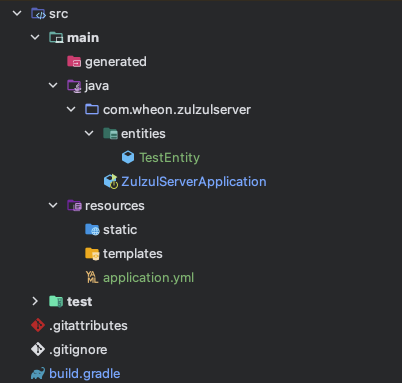 src
main
generated
java
com.wheon.zulzulserver
entities
TestEntity
ZulzulServerApplication
resources
static
templates
YAML
application.yml
test
.gitattributes
.gitignore
build.gradle